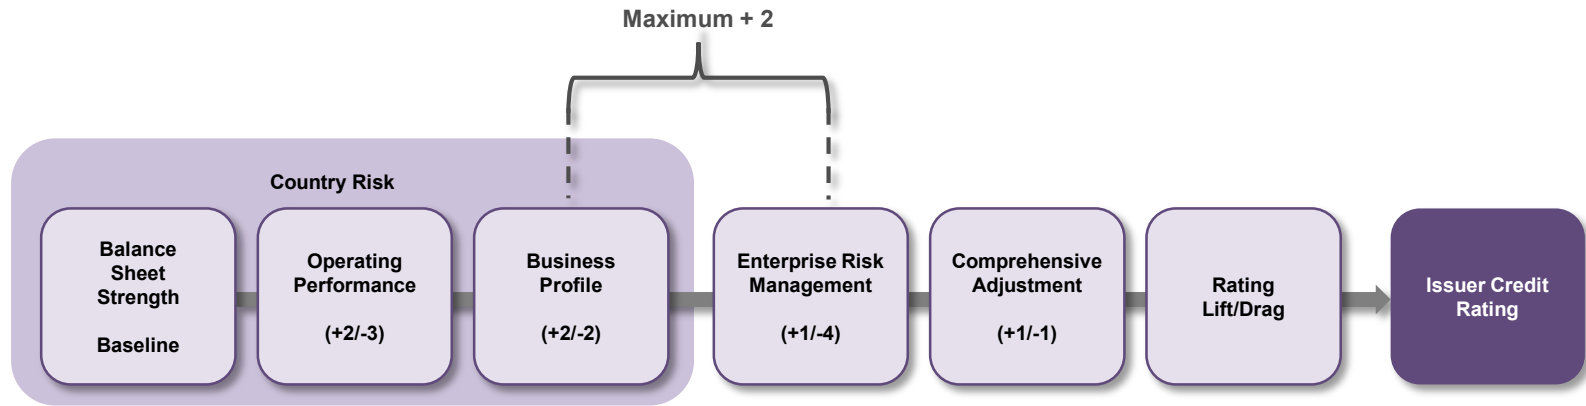 Maximum + 2
Country Risk
Balance
Sheet
Strength
Baseline
Operating
Performance
(+2/-3)
Business
Profile
(+2/-2)
Enterprise Risk
Management
(+1/-4)
Comprehensive
Adjustment
(+1/-1)
Rating
Lift/Drag
Issuer Credit
Rating